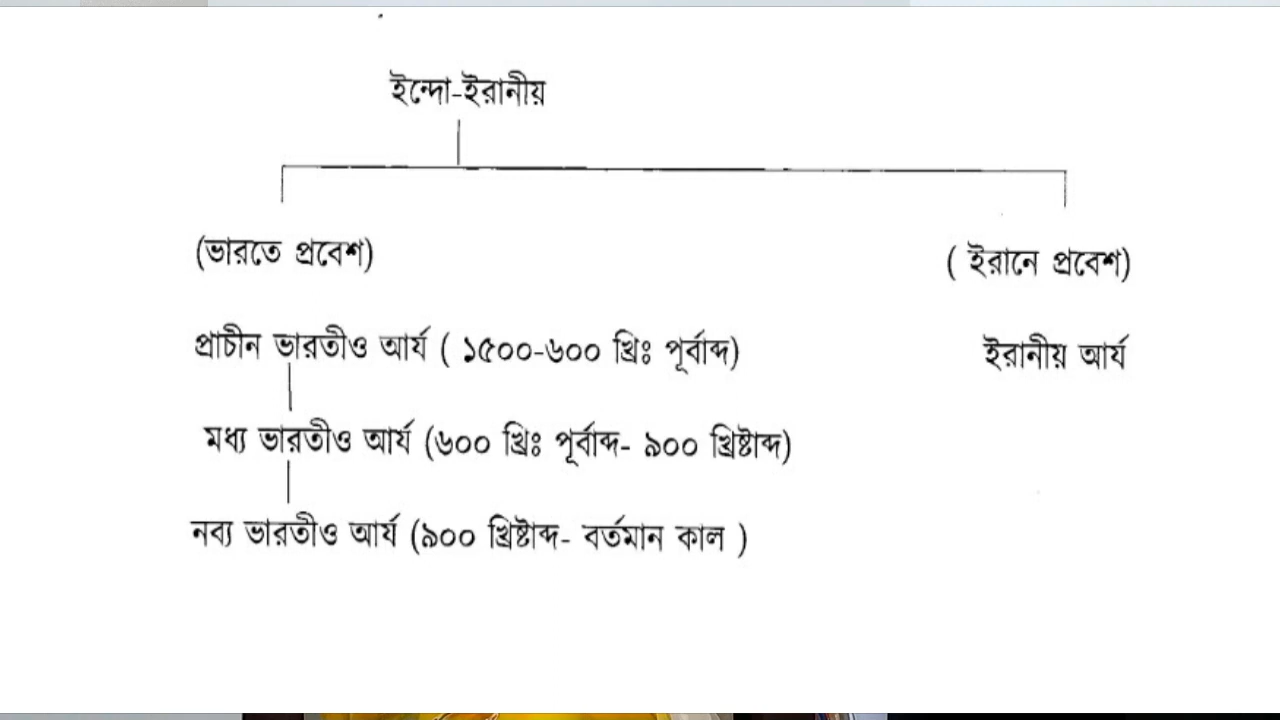 ইন্দো-ইরানীয়
(ভারতে প্রবেশ)
( ইরানে প্রবেশ)
প্রাচীন ভারতীও আর্য ( ১৫০০-৬০০ খ্রিঃ পূর্বাব্দ)
ইরানীয় আর্য
মধ্য ভারতীও আর্য (৬০০ খ্রিঃ পূর্বাব্দ- ৯০০ খ্রিষ্টাব্দ)
নব্য ভারতীও আর্য (৯০০ খ্রিষ্টাব্দ- বর্তমান কাল )